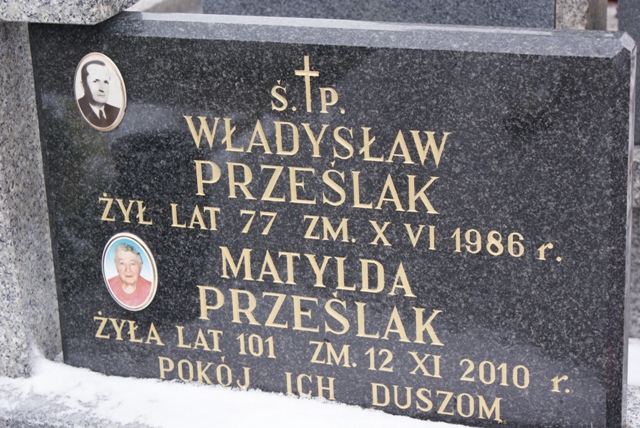 Ś. P.
WŁADYSŁAW
PRZEŚLAK
ŻYŁ LAT 77 ZM. X VI 1986 r.
MATYLDA
PRZEŚLAK
ŻYŁA LAT 101 ZM. 12 XI 2010 r.
POKÓJ ICH DUSZOM